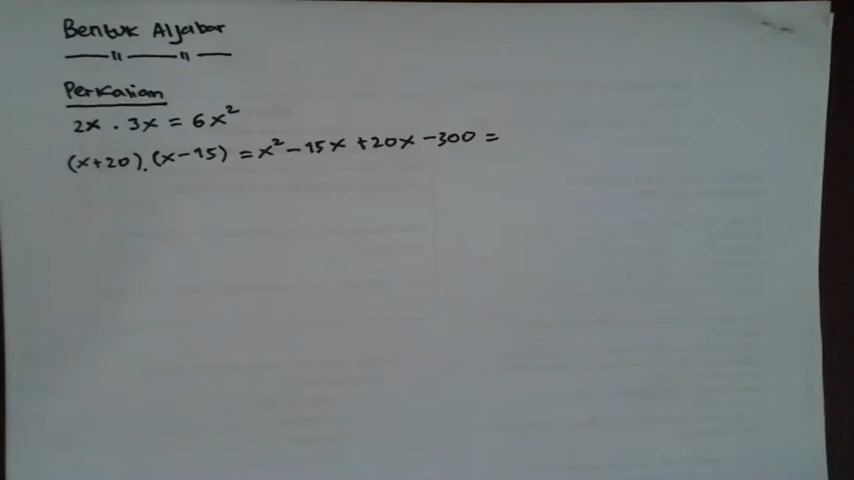 Bentuk Aljabar
Perkalian
2x . 3x = 6x²
(x+20).(x-15) = x² - 15x + 20x - 300 =